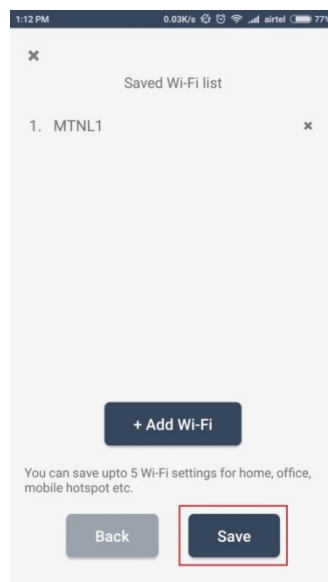 1:12 PM 0.03K/s airtel 77%
Saved Wi-Fi list
1. MTNL1
+ Add Wi-Fi
You can save upto 5 Wi-Fi settings for home, office,
mobile hotspot etc.
Back Save